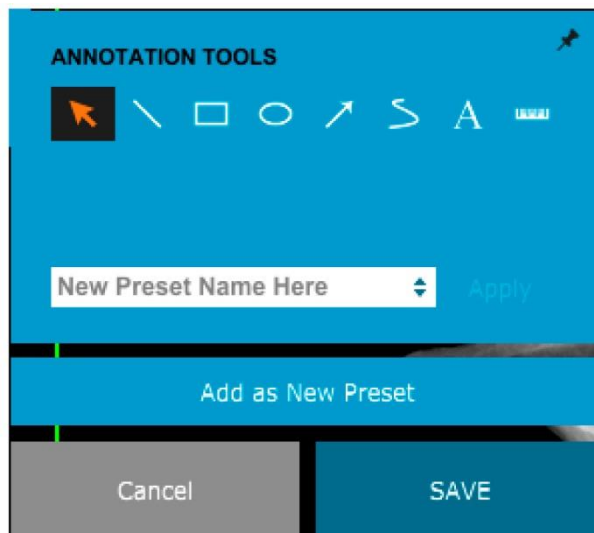 ANNOTATION TOOLS
A
New Preset Name Here
Apply
Add as New Preset
Cancel
SAVE